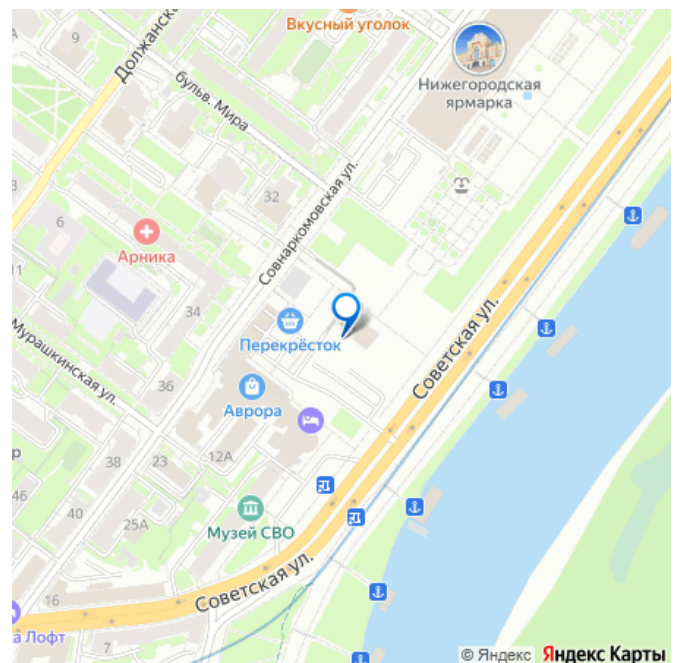 Вкусный уголок
9
Должанска
бульв. Мира
Нижегородская
ярмарка
32
Совнаркомовская ул.
6
Арника
11
34
Перекрёсток
Советская ул.
Мурашкинская ул.
36
Аврора
р
38
23
12А
46
40
25А
Музей СВО
16
Советская ул.
а Лофт
7
© Яндекс Яндекс Карты